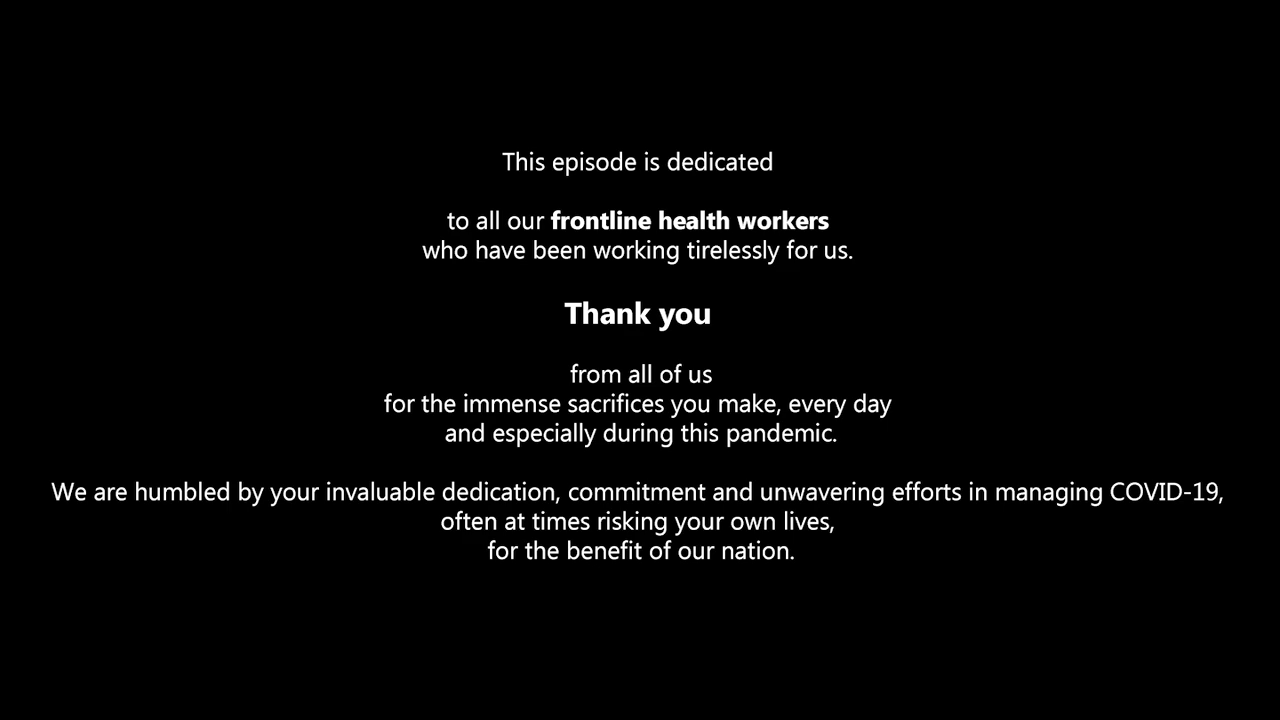 This episode is dedicated
to all our frontline health workers
who have been working tirelessly for us.
Thank you
from all of us
for the immense sacrifices you make, every day
and especially during this pandemic.
We are humbled by your invaluable dedication, commitment and unwavering efforts in managing COVID-19,
often at times risking your own lives,
for the benefit of our nation.